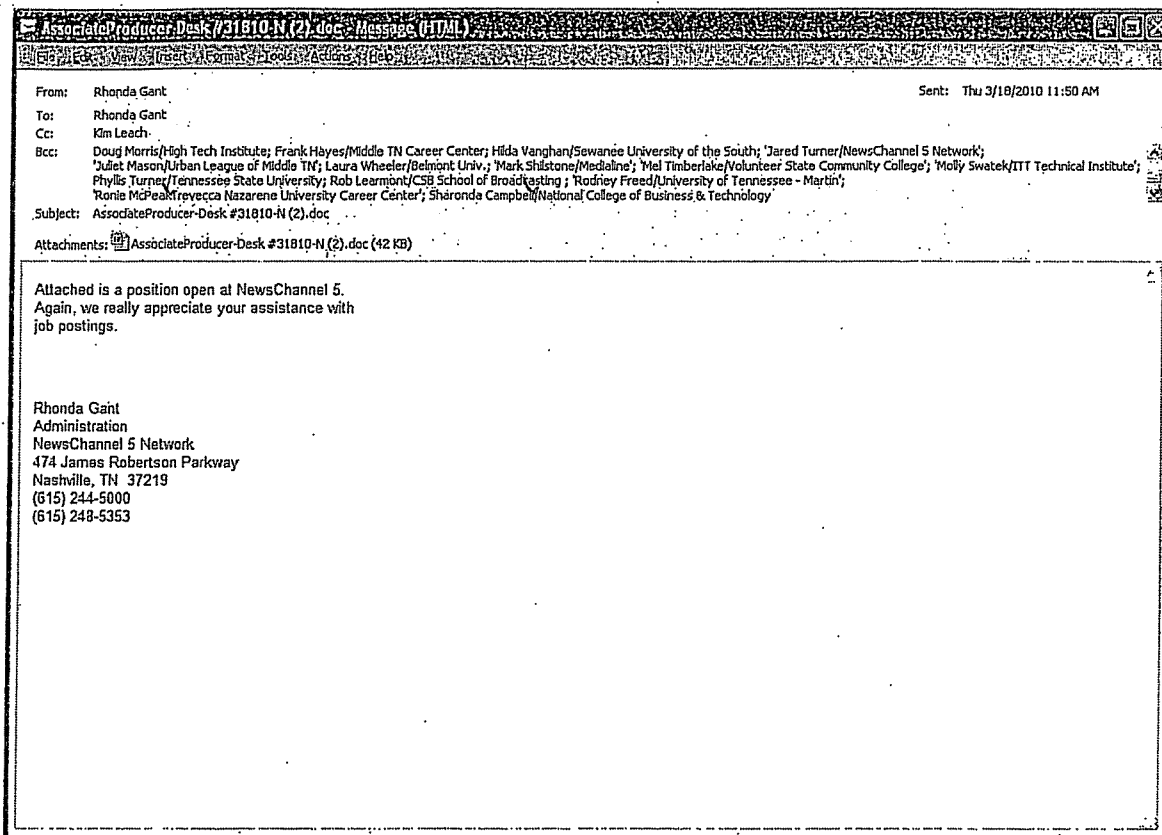 AssociateProducer-Desk #31810-N (2).doc - Message (HTML)
File Edit View Insert Format Tools Actions Help
From: Rhonda Gant Sent: Thu 3/18/2010 11:50 AM
To: Rhonda Gant
Cc: Kim Leach
Bcc: Doug Morris/High Tech Institute; Frank Hayes/Middle TN Career Center; Hilda Vanghan/Sewanee University of the South; 'Jared Turner/NewsChannel 5 Network';
'Juliet Mason/Urban League of Middle TN'; Laura Wheeler/Belmont Univ.; 'Mark Shilstone/Medialine'; 'Mel Timberlake/Volunteer State Community College'; 'Molly Swatek/ITT Technical Institute';
Phyllis Turner/Tennessee State University; Rob Learmont/CSB School of Broadcasting ; 'Rodney Freed/University of Tennessee - Martin';
'Ronie McPeak/Trevecca Nazarene University Career Center'; Sharonda Campbell/National College of Business & Technology
Subject: AssociateProducer-Desk #31810-N (2).doc
Attachments: AssociateProducer-Desk #31810-N (2).doc (42 KB)
Attached is a position open at NewsChannel 5.
Again, we really appreciate your assistance with
job postings.
Rhonda Gant
Administration
NewsChannel 5 Network
474 James Robertson Parkway
Nashville, TN 37219
(615) 244-5000
(615) 248-5353